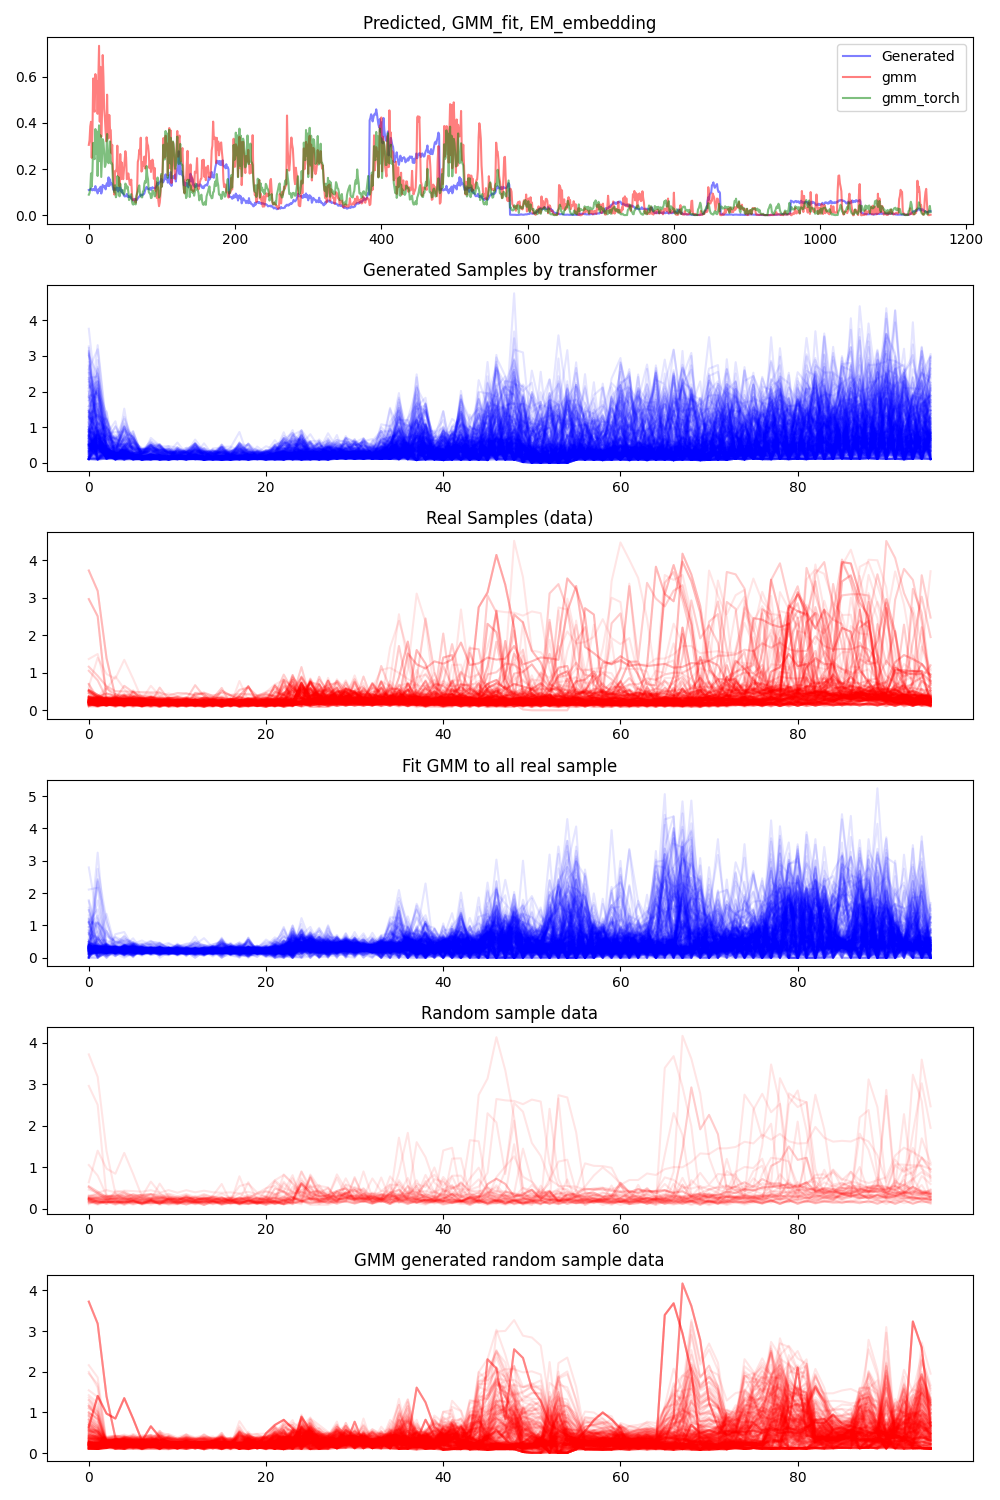 Predicted, GMM_fit, EM_embedding
Generated
gmm
gmm_torch
0.6
0.4
0.2
0.0
0 200 400 600 800 1000 1200
Generated Samples by transformer
4
3
2
1
0
0 20 40 60 80
Real Samples (data)
4
3
2
1
0
0 20 40 60 80
Fit GMM to all real sample
5
4
3
2
1
0
0 20 40 60 80
Random sample data
4
3
2
1
0
0 20 40 60 80
GMM generated random sample data
4
3
2
1
0
0 20 40 60 80